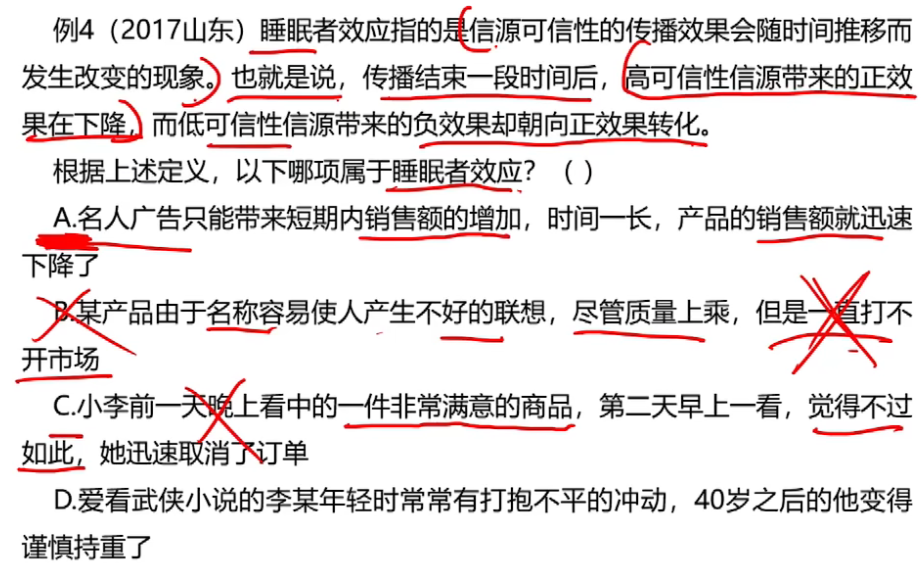 例4（2017山东）睡眠者效应指的是信源可信性的传播效果会随时间推移而
发生改变的现象。也就是说，传播结束一段时间后，高可信性信源带来的正效
果在下降，而低可信性信源带来的负效果却朝向正效果转化。
根据上述定义，以下哪项属于睡眠者效应？（ ）
A.名人广告只能带来短期内销售额的增加，时间一长，产品的销售额就迅速
下降了
B.某产品由于名称容易使人产生不好的联想，尽管质量上乘，但是一直打不
开市场
C.小李前一天晚上看中的一件非常满意的商品，第二天早上一看，觉得不过
如此，她迅速取消了订单
D.爱看武侠小说的李某年轻时常常有打抱不平的冲动，40岁之后的他变得
谨慎持重了